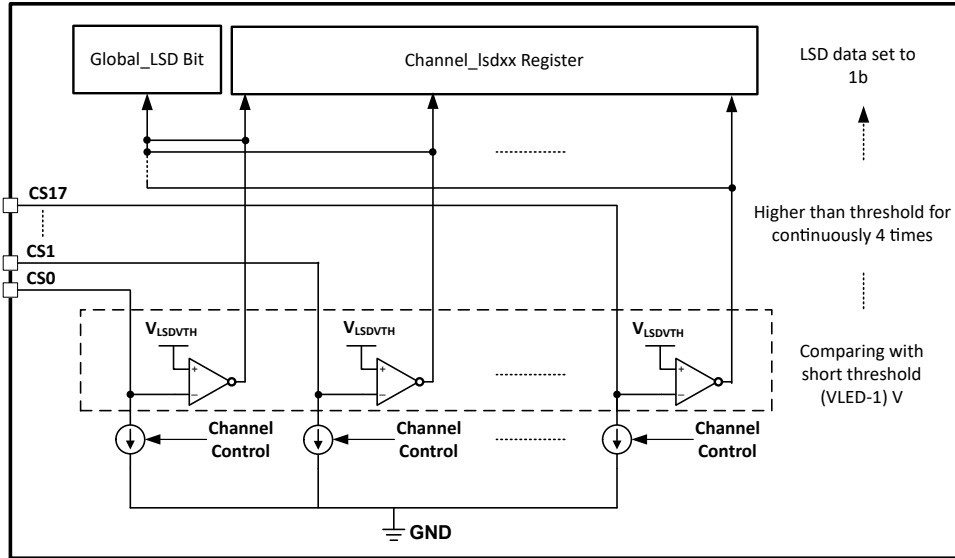 Global_LSD Bit
Channel_lsdxx Register
LSD data set to
1b
CS17
Higher than threshold for
continuously 4 times
CS1
CS0
VLSDVTH
VLSDVTH
VLSDVTH
+
+
+
−
−
−
Comparing with
short threshold
(VLED-1) V
Channel
Control
Channel
Control
Channel
Control
GND